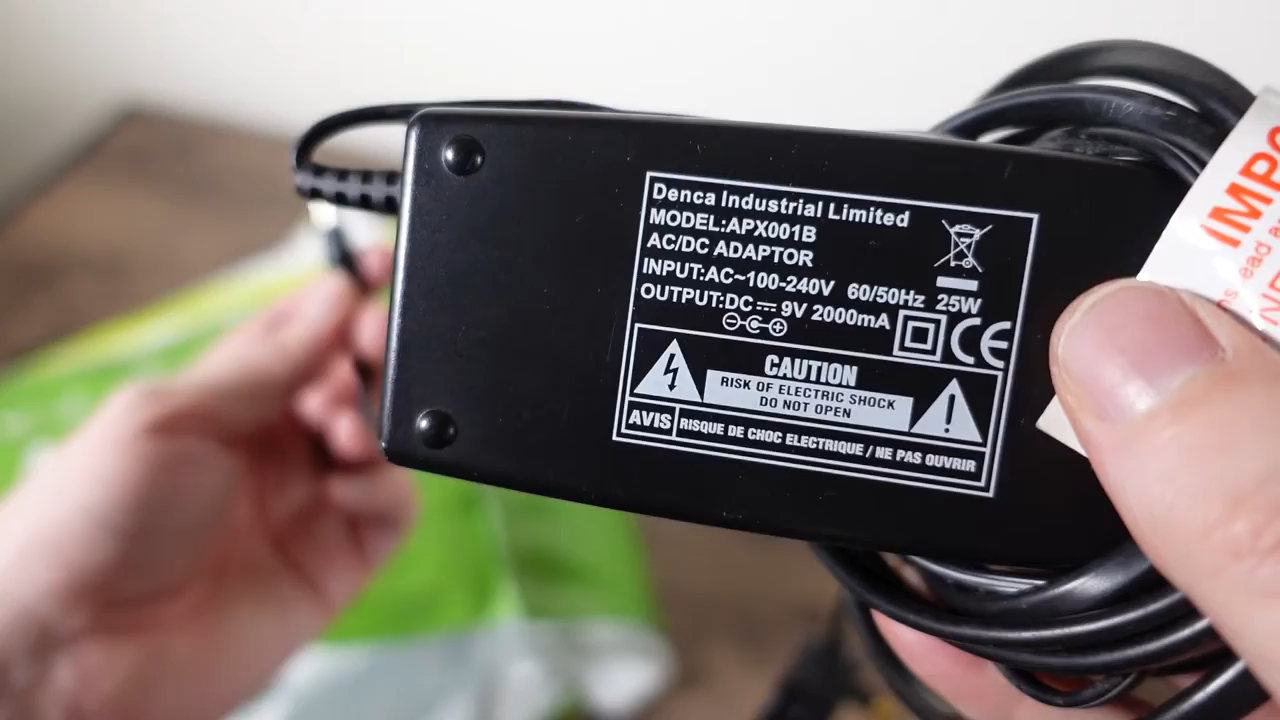 Denca Industrial Limited
MODEL:APX001B
AC/DC ADAPTOR
INPUT:AC~100-240V 60/50Hz 25W
OUTPUT:DC⎓9V 2000mA
CE
CAUTION
RISK OF ELECTRIC SHOCK
DO NOT OPEN
AVIS RISQUE DE CHOC ELECTRIQUE / NE PAS OUVRIR